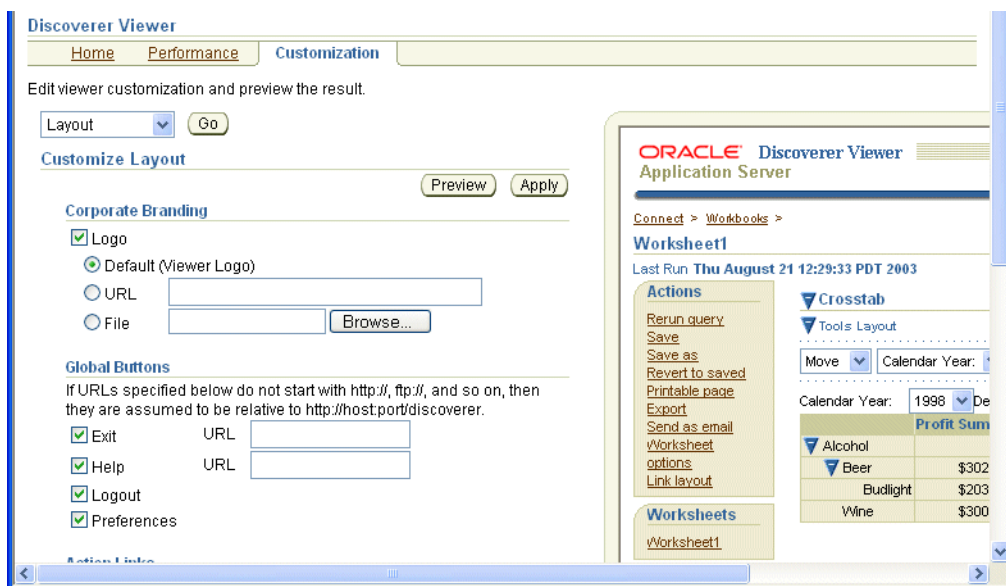 Discoverer Viewer
Home Performance Customization
Edit viewer customization and preview the result.
Layout Go
Customize Layout
Preview Apply
Corporate Branding
Logo
Default (Viewer Logo)
URL
File Browse...
Global Buttons
If URLs specified below do not start with http://, ftp://, and so on, then
they are assumed to be relative to http://host:port/discoverer.
Exit URL
Help URL
Logout
Preferences
Action Links
ORACLE Discoverer Viewer
Application Server
Connect > Workbooks >
Worksheet1
Last Run Thu August 21 12:29:33 PDT 2003
Actions
Rerun query
Save
Save as
Revert to saved
Printable page
Export
Send as email
Worksheet
options
Link layout
Worksheets
Worksheet1
Crosstab
Tools Layout
Move Calendar Year:
Calendar Year: 1998 De
Profit Sum
Alcohol
Beer $302
Budlight $203
Wine $300